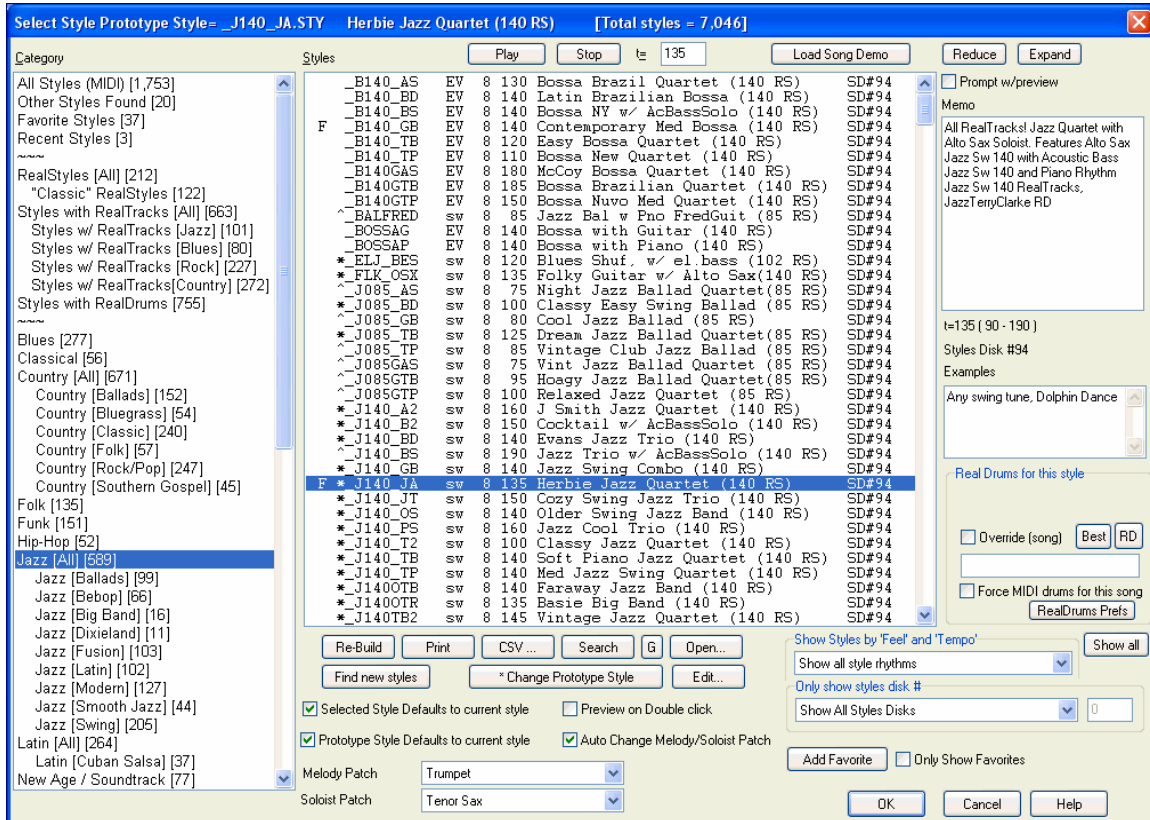 Select Style Prototype Style= _J140_JA.STY Herbie Jazz Quartet (140 RS) [Total styles = 7,046]
Category
All Styles (MIDI) [1,753]
Other Styles Found [20]
Favorite Styles [37]
Recent Styles [3]
~~~
RealStyles [All] [212]
"Classic" RealStyles [122]
Styles with RealTracks [All] [663]
Styles w/ RealTracks [Jazz] [101]
Styles w/ RealTracks [Blues] [80]
Styles w/ RealTracks [Rock] [227]
Styles w/ RealTracks[Country] [272]
Styles with RealDrums [755]
~~~
Blues [277]
Classical [56]
Country [All] [671]
Country [Ballads] [152]
Country [Bluegrass] [54]
Country [Classic] [240]
Country [Folk] [57]
Country [Rock/Pop] [247]
Country [Southern Gospel] [45]
Folk [135]
Funk [151]
Hip-Hop [52]
Jazz [All] [589]
Jazz [Ballads] [99]
Jazz [Bebop] [66]
Jazz [Big Band] [16]
Jazz [Dixieland] [11]
Jazz [Fusion] [103]
Jazz [Latin] [102]
Jazz [Modern] [127]
Jazz [Smooth Jazz] [44]
Jazz [Swing] [205]
Latin [All] [264]
Latin [Cuban Salsa] [37]
New Age / Soundtrack [77]
Styles
Play Stop t= 135 Load Song Demo
_B140_AS EV 8 130 Bossa Brazil Quartet (140 RS) SD#94
_B140_BD EV 8 140 Latin Brazilian Bossa (140 RS) SD#94
_B140_BS EV 8 140 Bossa NY w/ AcBassSolo (140 RS) SD#94
F _B140_GB EV 8 140 Contemporary Med Bossa (140 RS) SD#94
_B140_TB EV 8 120 Easy Bossa Quartet (140 RS) SD#94
_B140_TP EV 8 110 Bossa New Quartet (140 RS) SD#94
_B140GAS EV 8 180 McCoy Bossa Quartet (140 RS) SD#94
_B140GTB EV 8 185 Bossa Brazilian Quartet (140 RS) SD#94
_B140GTP EV 8 150 Bossa Nuvo Med Quartet (140 RS) SD#94
^_BALFRED sw 8 85 Jazz Bal w Pno FredGuit (85 RS) SD#94
_BOSSAG EV 8 140 Bossa with Guitar (140 RS) SD#94
_BOSSAP EV 8 140 Bossa with Piano (140 RS) SD#94
*_ELJ_BES sw 8 120 Blues Shuf, w/ el.bass (102 RS) SD#94
*_FLK_OSX sw 8 135 Folky Guitar w/ Alto Sax(140 RS) SD#94
^_J085_AS sw 8 75 Night Jazz Ballad Quartet(85 RS) SD#94
*_J085_BD sw 8 100 Classy Easy Swing Ballad (85 RS) SD#94
^_J085_GB sw 8 80 Cool Jazz Ballad (85 RS) SD#94
*_J085_TB sw 8 125 Dream Jazz Ballad Quartet(85 RS) SD#94
^_J085_TP sw 8 85 Vintage Club Jazz Ballad (85 RS) SD#94
^_J085GAS sw 8 75 Vint Jazz Ballad Quartet (85 RS) SD#94
^_J085GTB sw 8 95 Hoagy Jazz Ballad Quartet(85 RS) SD#94
^_J085GTP sw 8 100 Relaxed Jazz Quartet (85 RS) SD#94
*_J140_A2 sw 8 160 J Smith Jazz Quartet (140 RS) SD#94
*_J140_B2 sw 8 150 Cocktail w/ AcBassSolo (140 RS) SD#94
*_J140_BD sw 8 140 Evans Jazz Trio (140 RS) SD#94
^_J140_BS sw 8 190 Jazz Trio w/ AcBassSolo (140 RS) SD#94
*_J140_GB sw 8 140 Jazz Swing Combo (140 RS) SD#94
F *_J140_JA sw 8 135 Herbie Jazz Quartet (140 RS) SD#94
*_J140_JT sw 8 150 Cozy Swing Jazz Trio (140 RS) SD#94
*_J140_OS sw 8 140 Older Swing Jazz Band (140 RS) SD#94
*_J140_PS sw 8 160 Jazz Cool Trio (140 RS) SD#94
*_J140_T2 sw 8 100 Classy Jazz Quartet (140 RS) SD#94
*_J140_TB sw 8 140 Soft Piano Jazz Quartet (140 RS) SD#94
*_J140_TP sw 8 140 Med Jazz Swing Quartet (140 RS) SD#94
*_J140OTB sw 8 140 Faraway Jazz Band (140 RS) SD#94
*_J140OTR sw 8 135 Basie Big Band (140 RS) SD#94
*_J140TB2 sw 8 145 Vintage Jazz Quartet (140 RS) SD#94
Re-Build Print CSV ... Search G Open...
Find new styles * Change Prototype Style Edit...
Selected Style Defaults to current style Preview on Double click
Prototype Style Defaults to current style Auto Change Melody/Soloist Patch
Melody Patch Trumpet
Soloist Patch Tenor Sax
Reduce Expand
Prompt w/preview
Memo
All RealTracks! Jazz Quartet with
Alto Sax Soloist. Features Alto Sax
Jazz Sw 140 with Acoustic Bass
Jazz Sw 140 and Piano Rhythm
Jazz Sw 140 RealTracks,
JazzTerryClarke RD
t=135 ( 90 - 190 )
Styles Disk #94
Examples
Any swing tune, Dolphin Dance
Real Drums for this style
Override (song) Best RD
Force MIDI drums for this song
RealDrums Prefs
Show Styles by 'Feel' and 'Tempo'
Show all style rhythms
Show all
Only show styles disk #
Show All Styles Disks 0
Add Favorite Only Show Favorites
OK Cancel Help